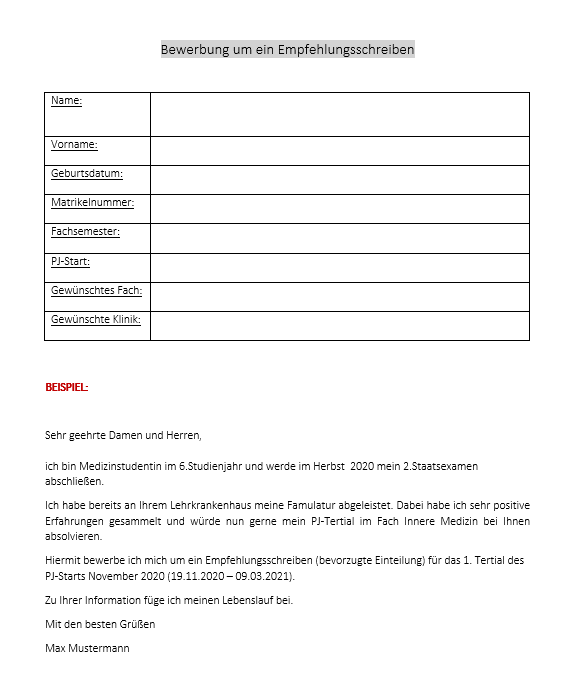 Bewerbung um ein Empfehlungsschreiben
Name:
Vorname:
Geburtsdatum:
Matrikelnummer:
Fachsemester:
PJ-Start:
Gewünschtes Fach:
Gewünschte Klinik:
BEISPIEL:
Sehr geehrte Damen und Herren,
ich bin Medizinstudentin im 6.Studienjahr und werde im Herbst  2020 mein 2.Staatsexamen
abschließen.
Ich habe bereits an Ihrem Lehrkrankenhaus meine Famulatur abgeleistet. Dabei habe ich sehr positive
Erfahrungen gesammelt und würde nun gerne mein PJ-Tertial im Fach Innere Medizin bei Ihnen
absolvieren.
Hiermit bewerbe ich mich um ein Empfehlungsschreiben (bevorzugte Einteilung) für das 1. Tertial des
PJ-Starts November 2020 (19.11.2020 – 09.03.2021).
Zu Ihrer Information füge ich meinen Lebenslauf bei.
Mit den besten Grüßen
Max Mustermann